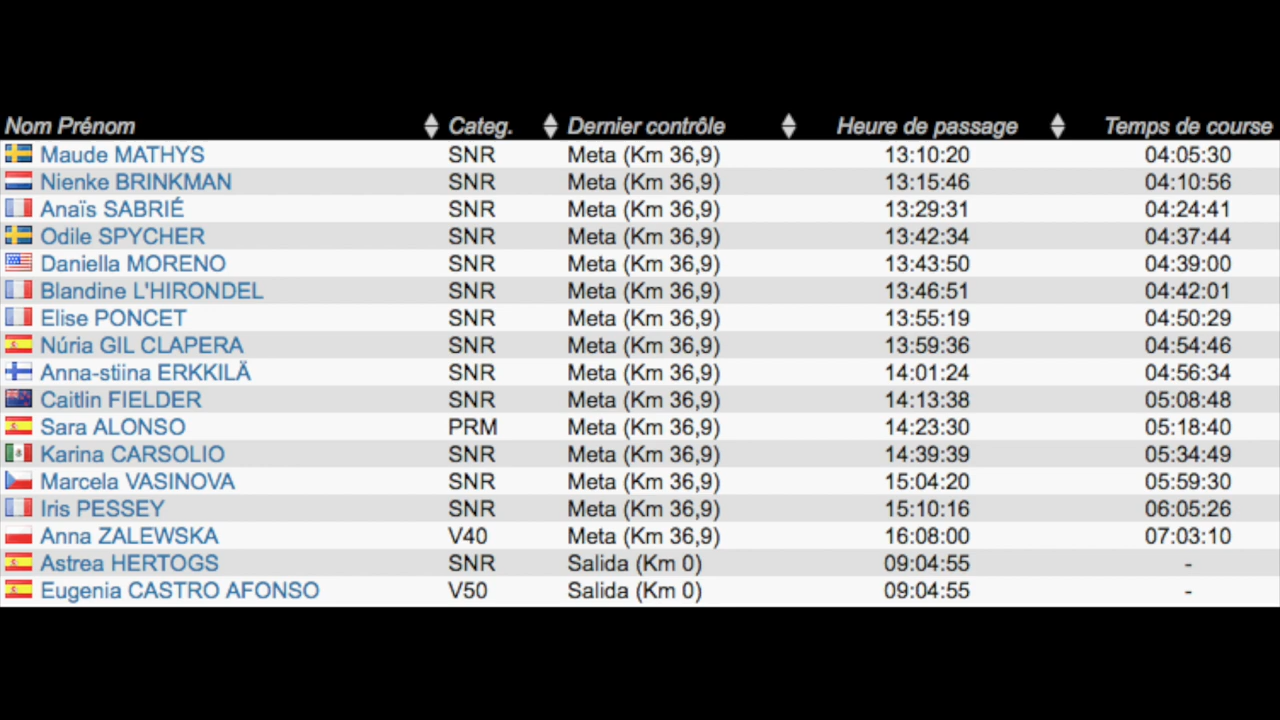 Nom Prénom Categ. Dernier contrôle Heure de passage Temps de course
Maude MATHYS SNR Meta (Km 36,9) 13:10:20 04:05:30
Nienke BRINKMAN SNR Meta (Km 36,9) 13:15:46 04:10:56
Anaïs SABRIÉ SNR Meta (Km 36,9) 13:29:31 04:24:41
Odile SPYCHER SNR Meta (Km 36,9) 13:42:34 04:37:44
Daniella MORENO SNR Meta (Km 36,9) 13:43:50 04:39:00
Blandine L'HIRONDEL SNR Meta (Km 36,9) 13:46:51 04:42:01
Elise PONCET SNR Meta (Km 36,9) 13:55:19 04:50:29
Núria GIL CLAPERA SNR Meta (Km 36,9) 13:59:36 04:54:46
Anna-stiina ERKKILÄ SNR Meta (Km 36,9) 14:01:24 04:56:34
Caitlin FIELDER SNR Meta (Km 36,9) 14:13:38 05:08:48
Sara ALONSO PRM Meta (Km 36,9) 14:23:30 05:18:40
Karina CARSOLIO SNR Meta (Km 36,9) 14:39:39 05:34:49
Marcela VASINOVA SNR Meta (Km 36,9) 15:04:20 05:59:30
Iris PESSEY SNR Meta (Km 36,9) 15:10:16 06:05:26
Anna ZALEWSKA V40 Meta (Km 36,9) 16:08:00 07:03:10
Astrea HERTOGS SNR Salida (Km 0) 09:04:55 -
Eugenia CASTRO AFONSO V50 Salida (Km 0) 09:04:55 -